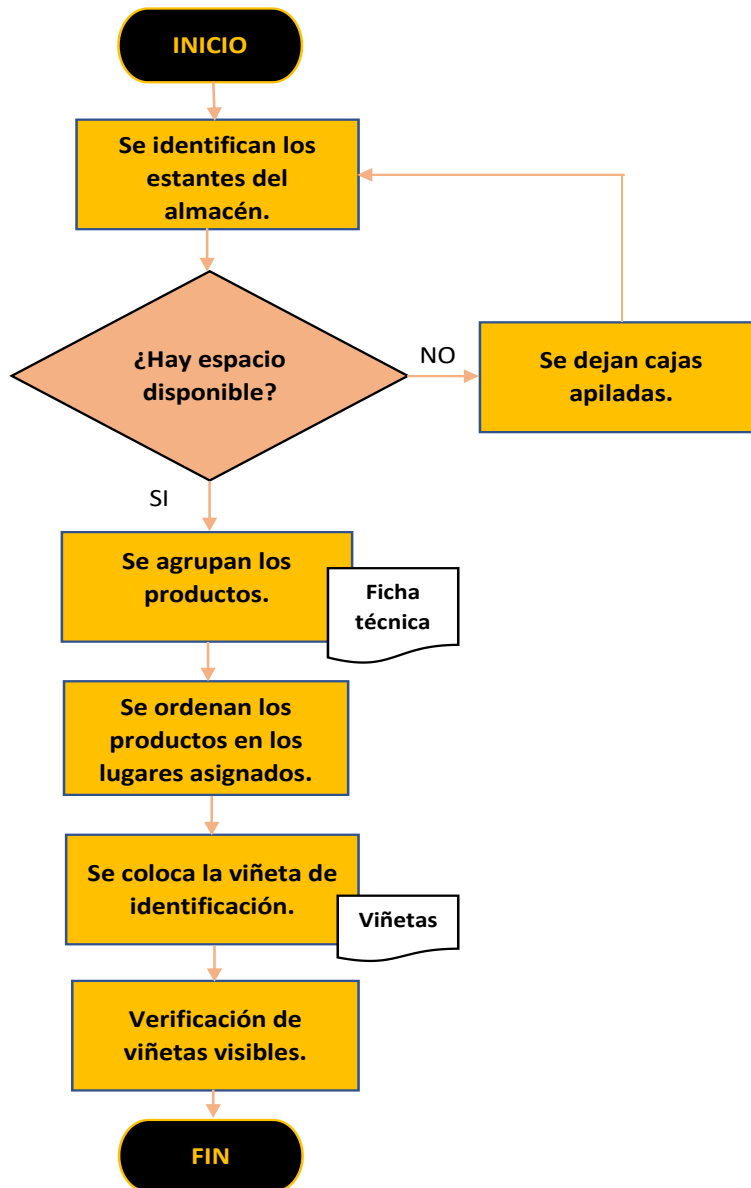 INICIO
Se identifican los
estantes del
almacén.
¿Hay espacio
disponible?
NO
Se dejan cajas
apiladas.
SI
Se agrupan los
productos.
Ficha
técnica
Se ordenan los
productos en los
lugares asignados.
Se coloca la viñeta de
identificación.
Viñetas
Verificación de
viñetas visibles.
FIN